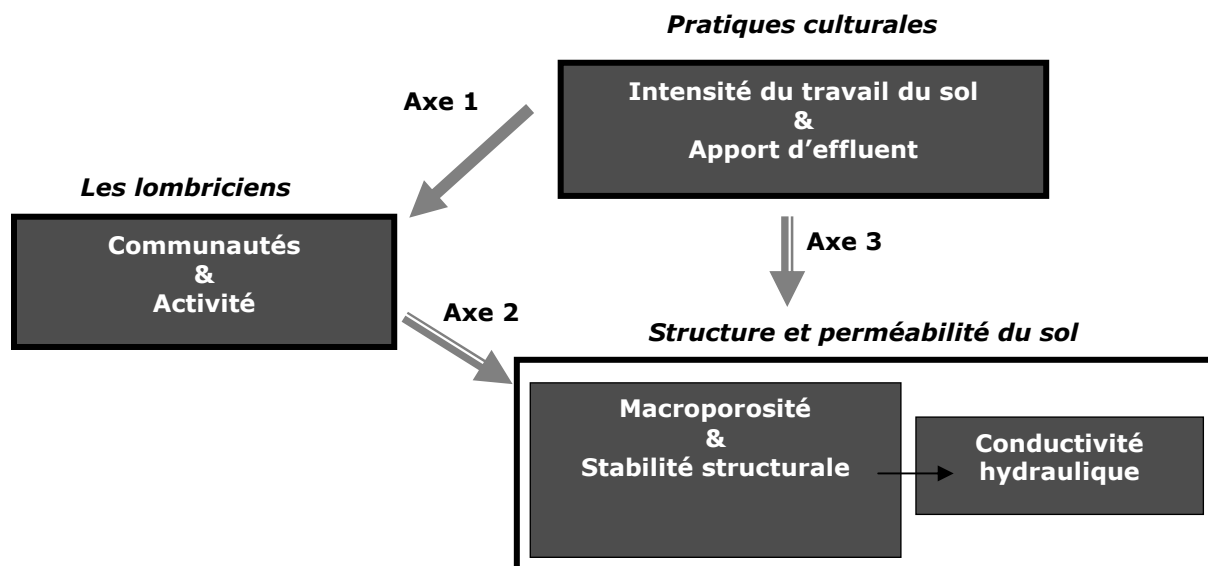 Pratiques culturales
Intensité du travail du sol
&
Apport d’effluent
Axe 1
Les lombriciens
Communautés
&
Activité
Axe 3
Axe 2
Structure et perméabilité du sol
Macroporosité
&
Stabilité structurale
Conductivité
hydraulique